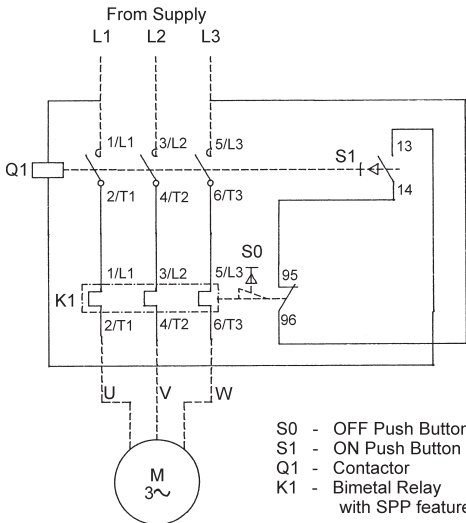 From Supply
L1 L2 L3
1/L1 3/L2 5/L3 13
Q1 S1
2/T1 4/T2 6/T3 14
S0
1/L1 3/L2 5/L3 95
K1
2/T1 4/T2 6/T3 96
U V W
M
3~
S0 - OFF Push Button
S1 - ON Push Button
Q1 - Contactor
K1 - Bimetal Relay
with SPP feature